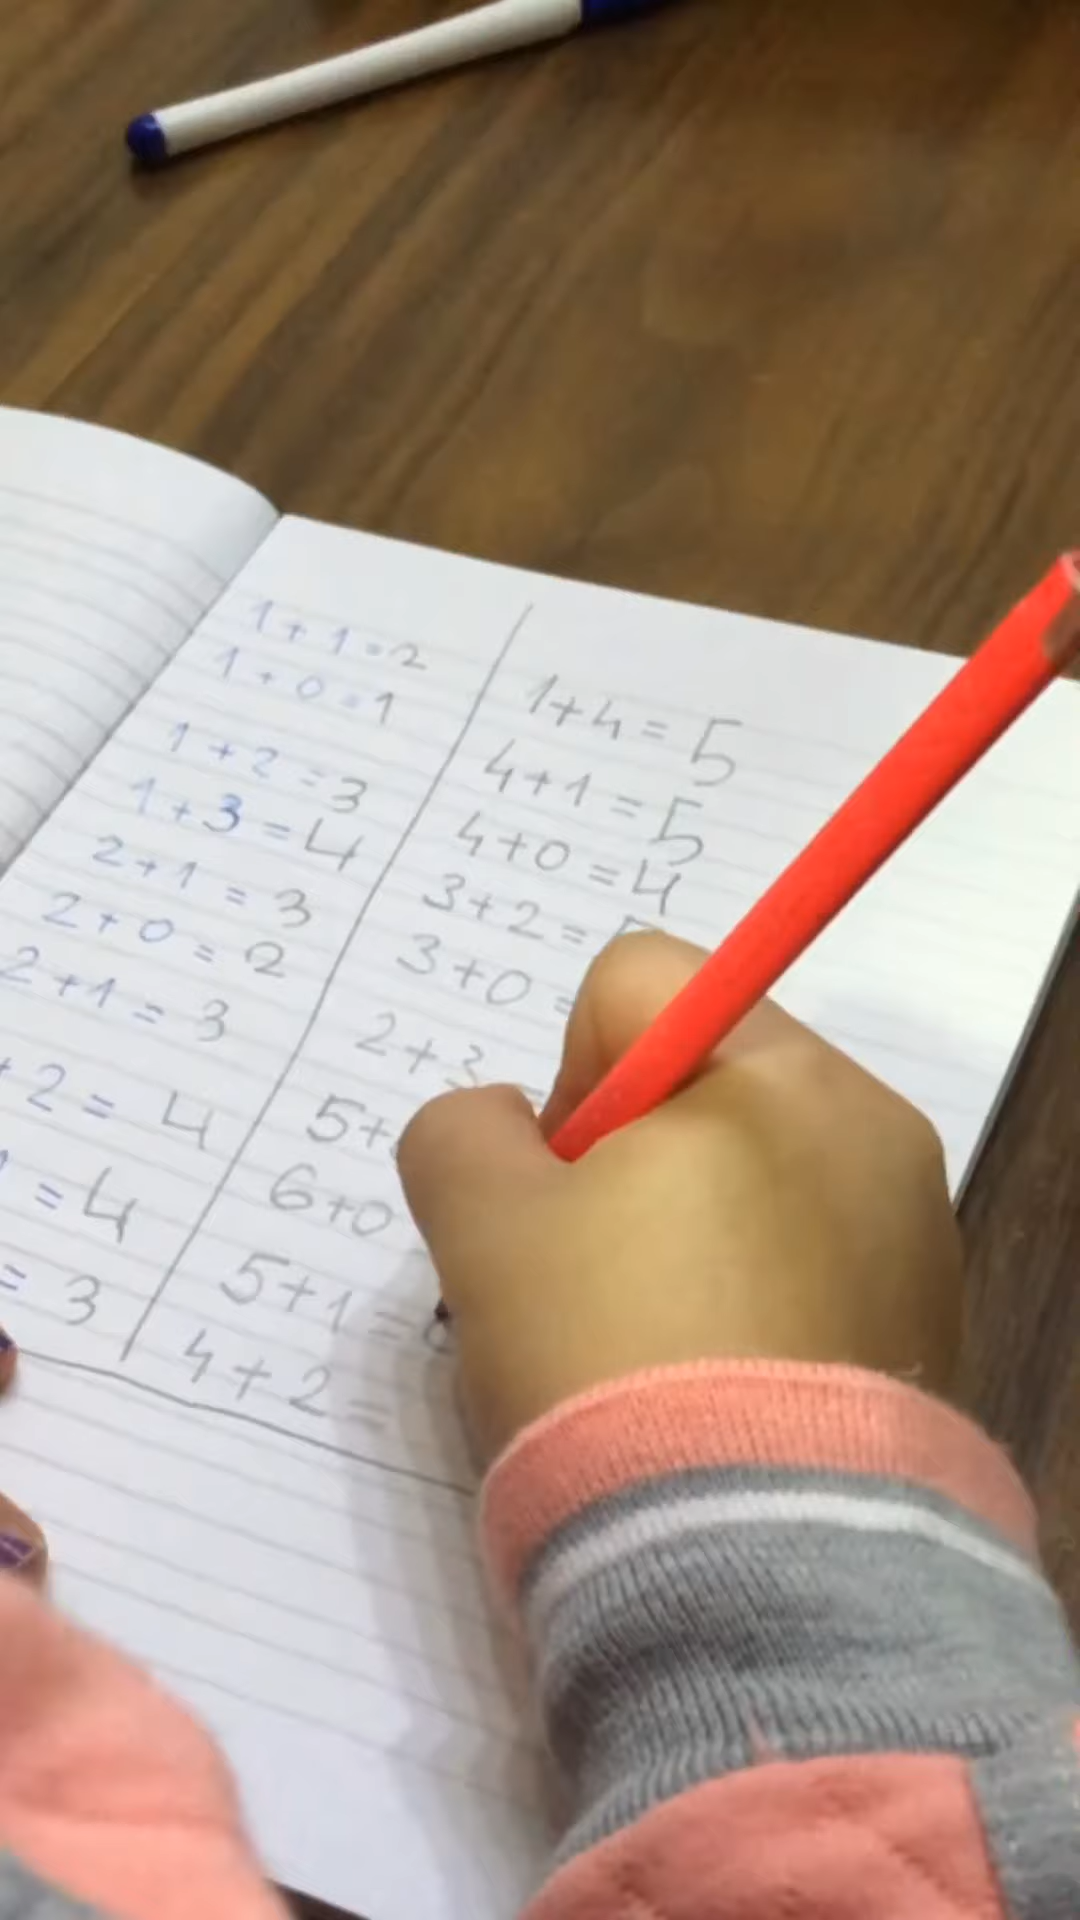 1 + 1 = 2
1 + 0 = 1
1 + 2 = 3
1 + 3 = 4
2 + 1 = 3
2 + 0 = 2
2 + 1 = 3
+ 2 = 4
= 4
= 3
1+4 = 5
4+1 = 5
4+0 = 4
3+2 = 5
3+0 =
2+3 =
5+
6+0
5+1 =
4+2 =